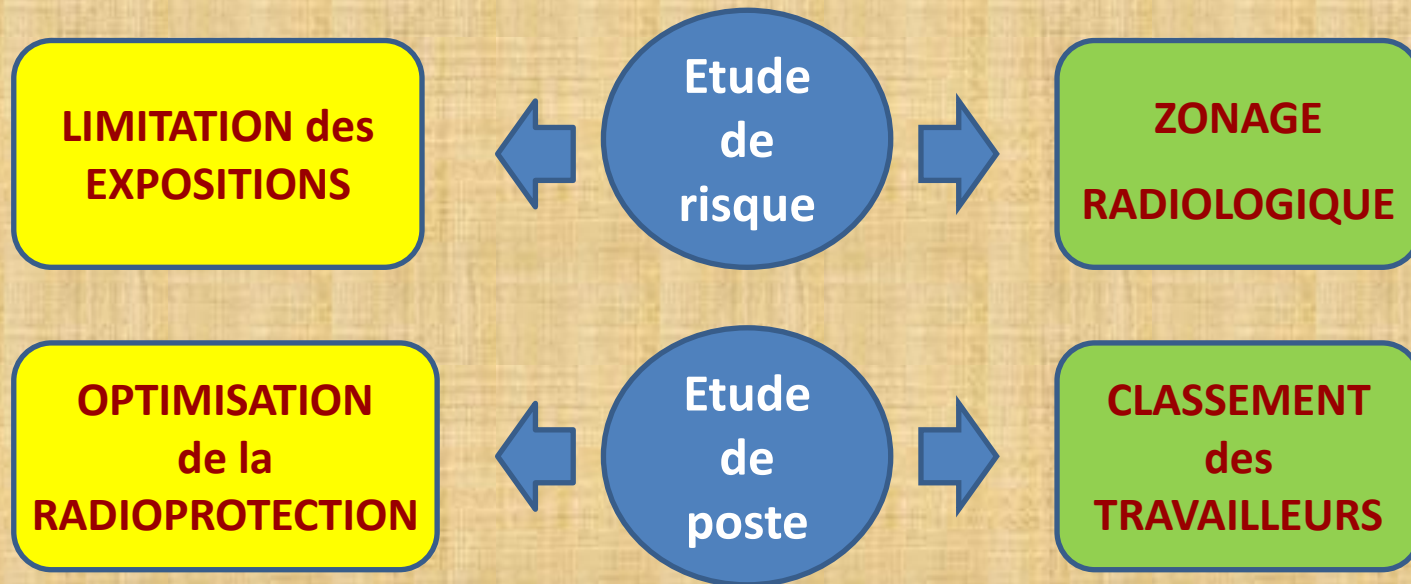 LIMITATION des
EXPOSITIONS
Etude
de
risque
ZONAGE
RADIOLOGIQUE
OPTIMISATION
de la
RADIOPROTECTION
Etude
de
poste
CLASSEMENT
des
TRAVAILLEURS